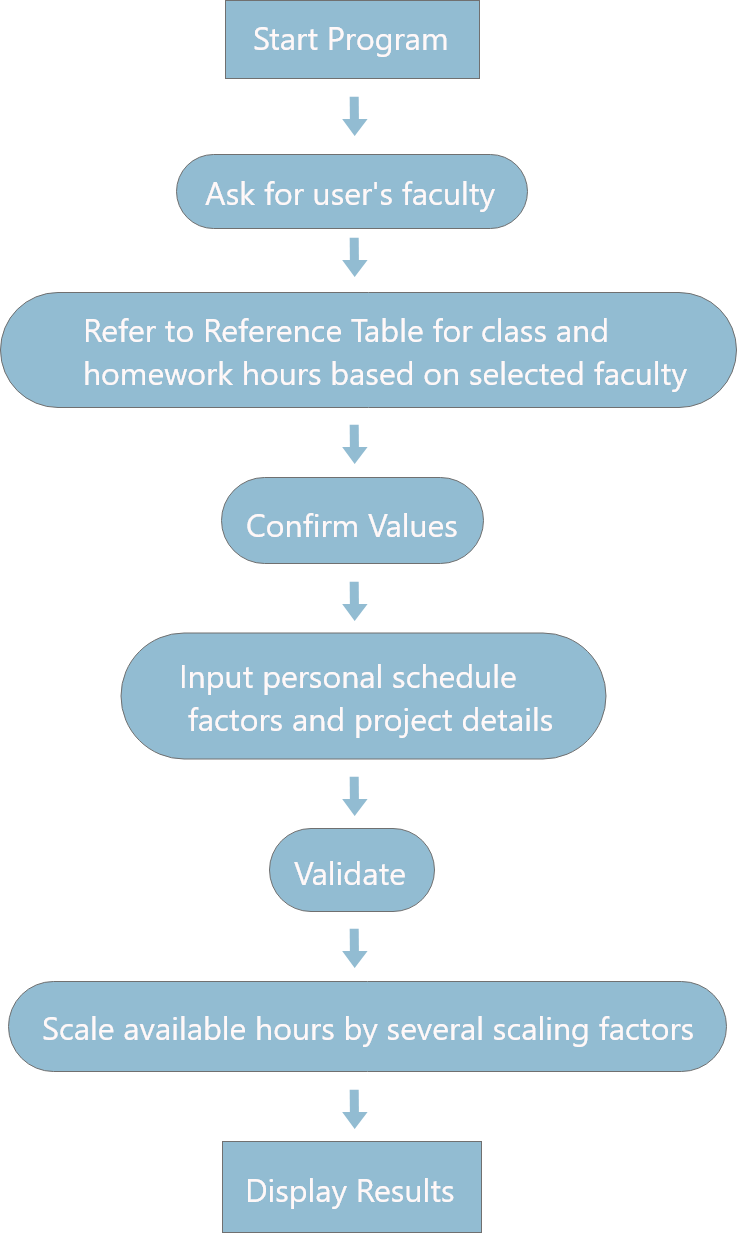 Start Program
Ask for user's faculty
Refer to Reference Table for class and
homework hours based on selected faculty
Confirm Values
Input personal schedule
factors and project details
Validate
Scale available hours by several scaling factors
Display Results